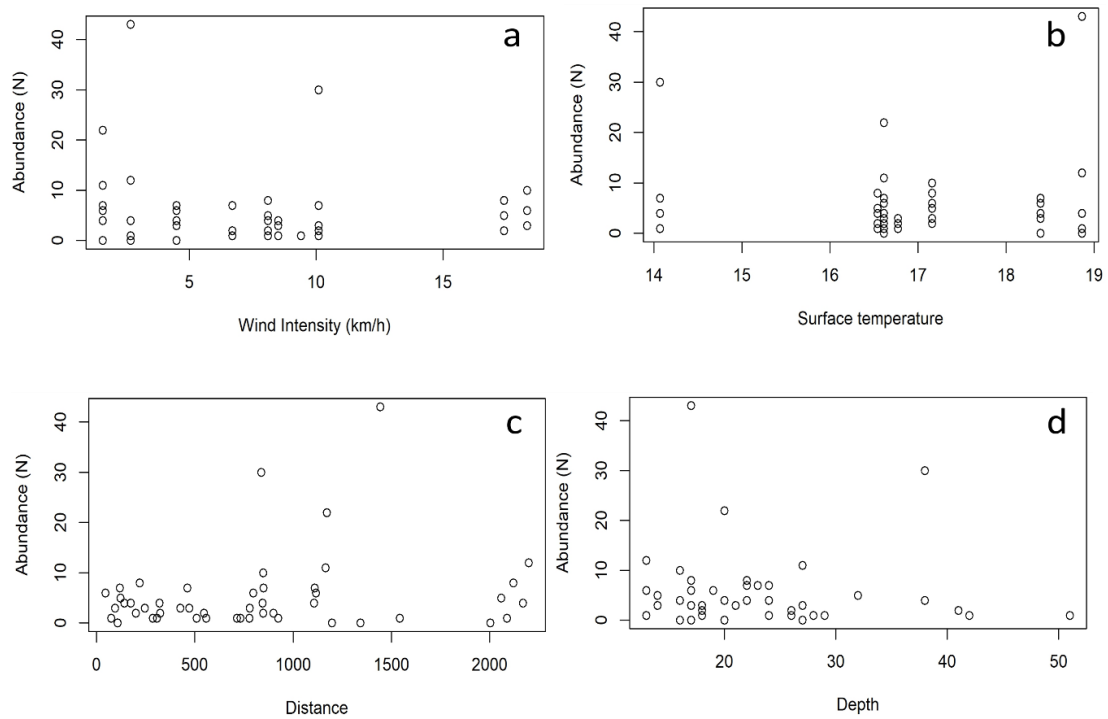 a
40
30
20
10
0
Abundance (N)
5 10 15
Wind Intensity (km/h)
b
40
30
20
10
0
Abundance (N)
14 15 16 17 18 19
Surface temperature
c
40
30
20
10
0
Abundance (N)
0 500 1000 1500 2000
Distance
d
40
30
20
10
0
Abundance (N)
20 30 40 50
Depth